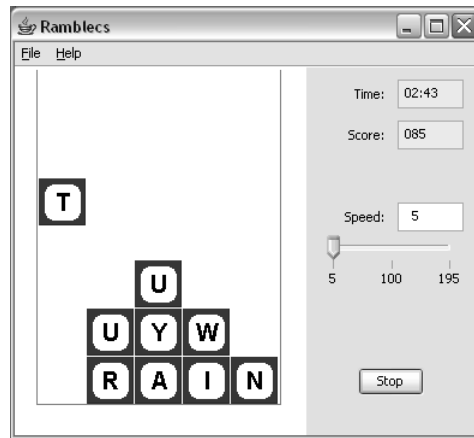 Ramblecs
File Help
Time: 02:43
Score: 085
T
Speed: 5
U
5 100 195
U Y W
R A I N
Stop